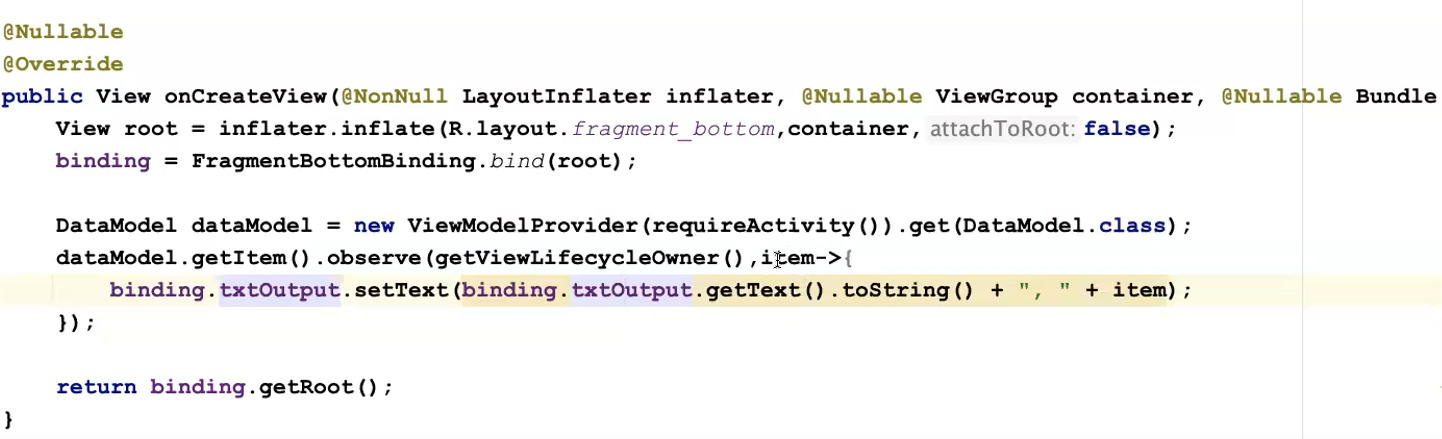 @Nullable
@Override
public View onCreateView(@NonNull LayoutInflater inflater, @Nullable ViewGroup container, @Nullable Bundle
    View root = inflater.inflate(R.layout.fragment_bottom,container, attachToRoot: false);
    binding = FragmentBottomBinding.bind(root);
    DataModel dataModel = new ViewModelProvider(requireActivity()).get(DataModel.class);
    dataModel.getItem().observe(getViewLifecycleOwner(),item->{
        binding.txtOutput.setText(binding.txtOutput.getText().toString() + ", " + item);
    });
    return binding.getRoot();
}